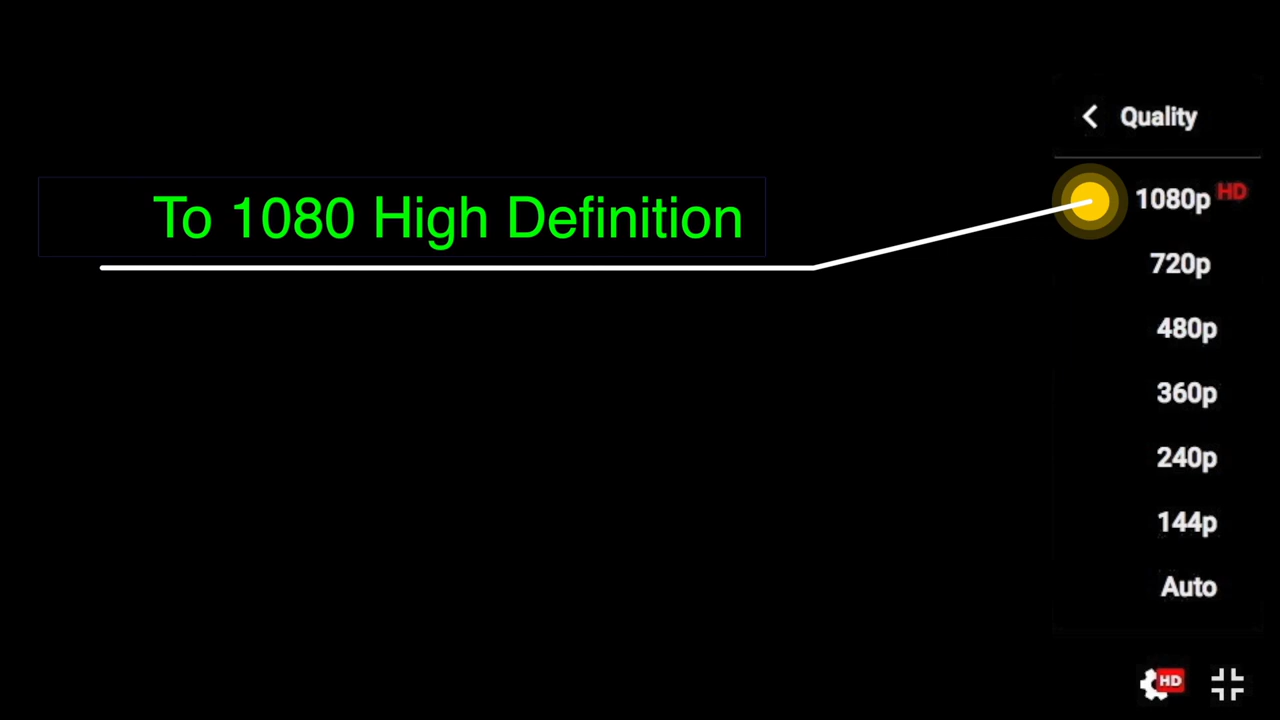 Quality
To 1080 High Definition
1080p HD
720p
480p
360p
240p
144p
Auto
HD